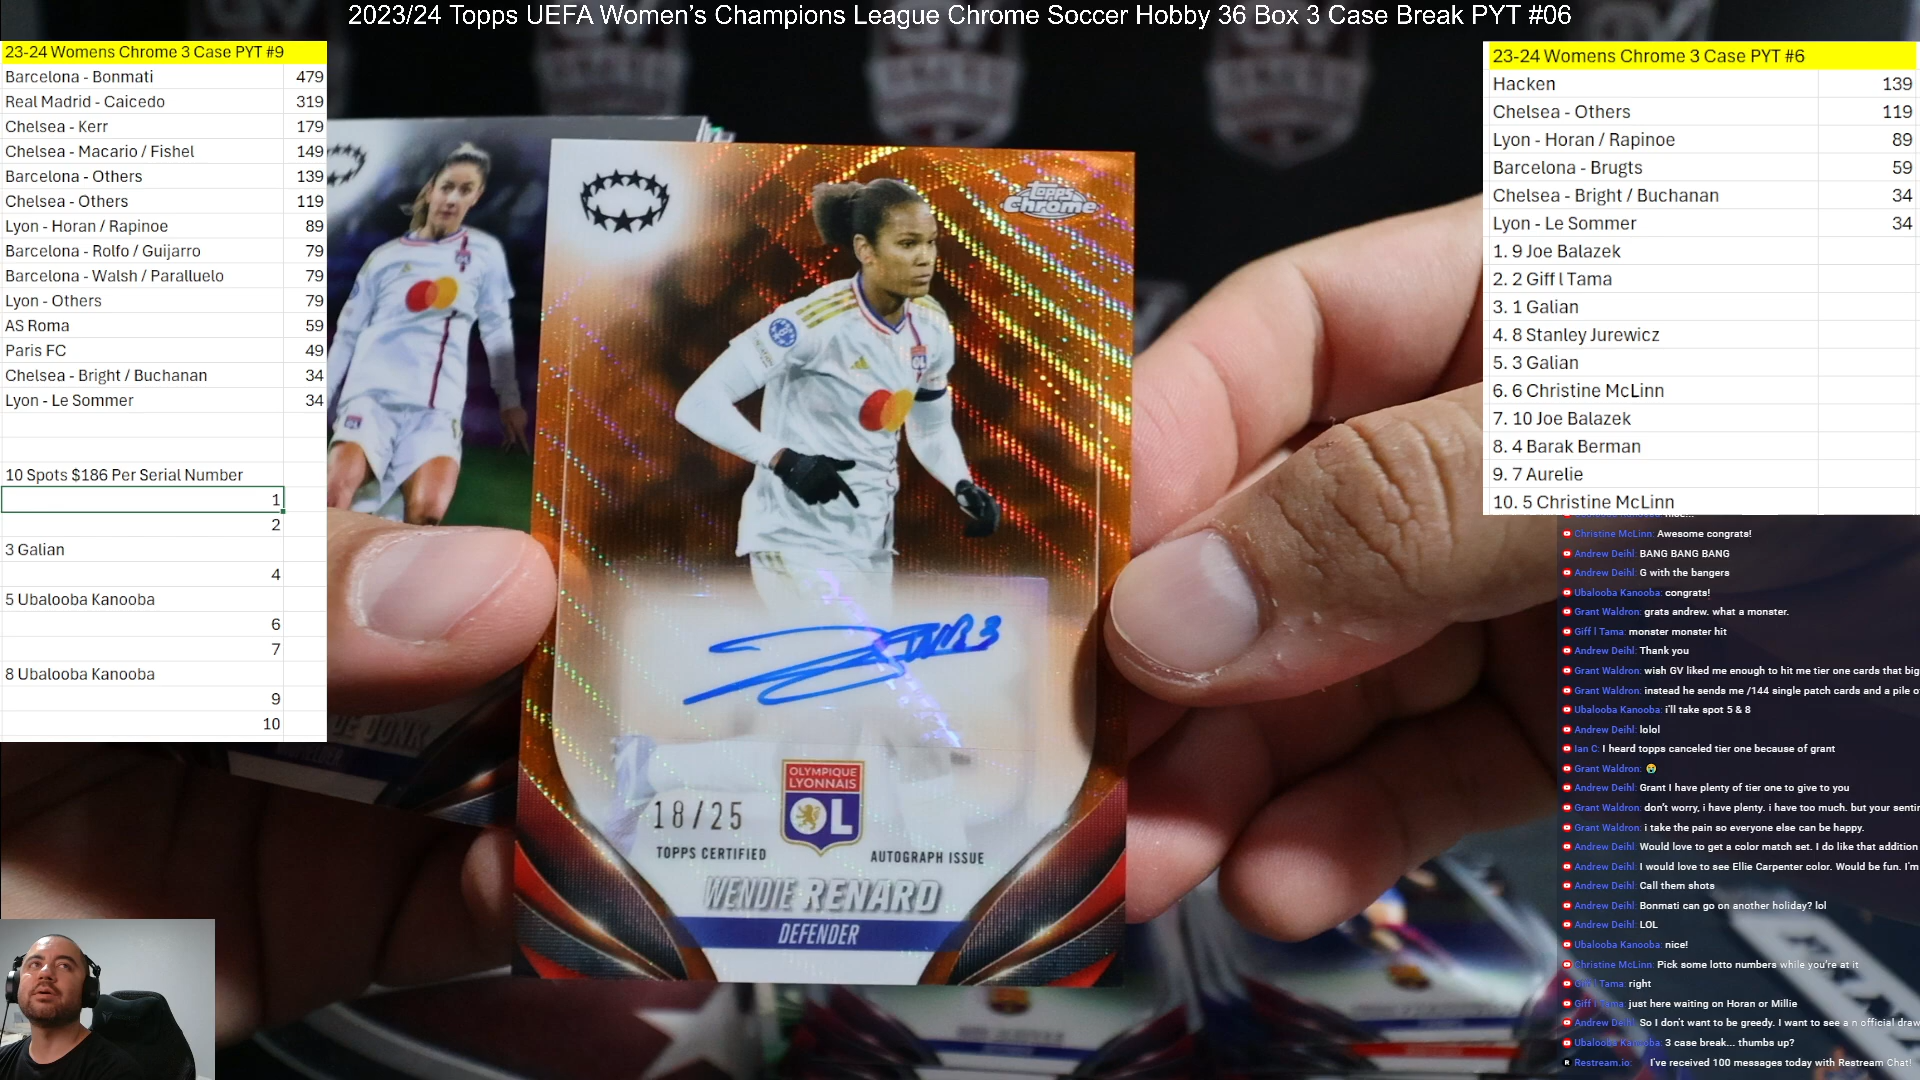 2023/24 Topps UEFA Women's Champions League Chrome Soccer Hobby 36 Box 3 Case Break PYT #06
23-24 Womens Chrome 3 Case PYT #9
Barcelona - Bonmati 479
Real Madrid - Caicedo 319
Chelsea - Kerr 179
Chelsea - Macario / Fishel 149
Barcelona - Others 139
Chelsea - Others 119
Lyon - Horan / Rapinoe 89
Barcelona - Rolfo / Guijarro 79
Barcelona - Walsh / Paralluelo 79
Lyon - Others 79
AS Roma 59
Paris FC 49
Chelsea - Bright / Buchanan 34
Lyon - Le Sommer 34
10 Spots $186 Per Serial Number
1
2
3 Galian
4
5 Ubalooba Kanooba
6
7
8 Ubalooba Kanooba
9
10
Topps
Chrome
OL
18/25
OLYMPIQUE
LYONNAIS
OL
TOPPS CERTIFIED
AUTOGRAPH ISSUE
WENDIE RENARD
DEFENDER
DE DONK
23-24 Womens Chrome 3 Case PYT #6
Hacken 139
Chelsea - Others 119
Lyon - Horan / Rapinoe 89
Barcelona - Brugts 59
Chelsea - Bright / Buchanan 34
Lyon - Le Sommer 34
1. 9 Joe Balazek
2. 2 Giff l Tama
3. 1 Galian
4. 8 Stanley Jurewicz
5. 3 Galian
6. 6 Christine McLinn
7. 10 Joe Balazek
8. 4 Barak Berman
9. 7 Aurelie
10. 5 Christine McLinn
Christine McLinn: Awesome congrats!
Andrew Deihl: BANG BANG BANG
Andrew Deihl: G with the bangers
Ubalooba Kanooba: congrats!
Grant Waldron: grats andrew. what a monster.
Giff l Tama: monster monster hit
Andrew Deihl: Thank you
Grant Waldron: wish GV liked me enough to hit me tier one cards that big
Grant Waldron: instead he sends me /144 single patch cards and a pile o
Ubalooba Kanooba: i'll take spot 5 & 8
Andrew Deihl: lolol
Ian C: I heard topps canceled tier one because of grant
Grant Waldron: 😭
Andrew Deihl: Grant I have plenty of tier one to give to you
Grant Waldron: don't worry, i have plenty. i have too much. but your sentin
Grant Waldron: i take the pain so everyone else can be happy.
Andrew Deihl: Would love to get a color match set. I do like that addition
Andrew Deihl: I would love to see Ellie Carpenter color. Would be fun. I'm
Andrew Deihl: Call them shots
Andrew Deihl: Bonmati can go on another holiday? lol
Andrew Deihl: LOL
Ubalooba Kanooba: nice!
Christine McLinn: Pick some lotto numbers while you're at it
Giff l Tama: right
Giff l Tama: just here waiting on Horan or Millie
Andrew Deihl: So I don't want to be greedy. I want to see a n official draw
Ubalooba Kanooba: 3 case break... thumbs up?
Restream.io: I've received 100 messages today with Restream Chat!